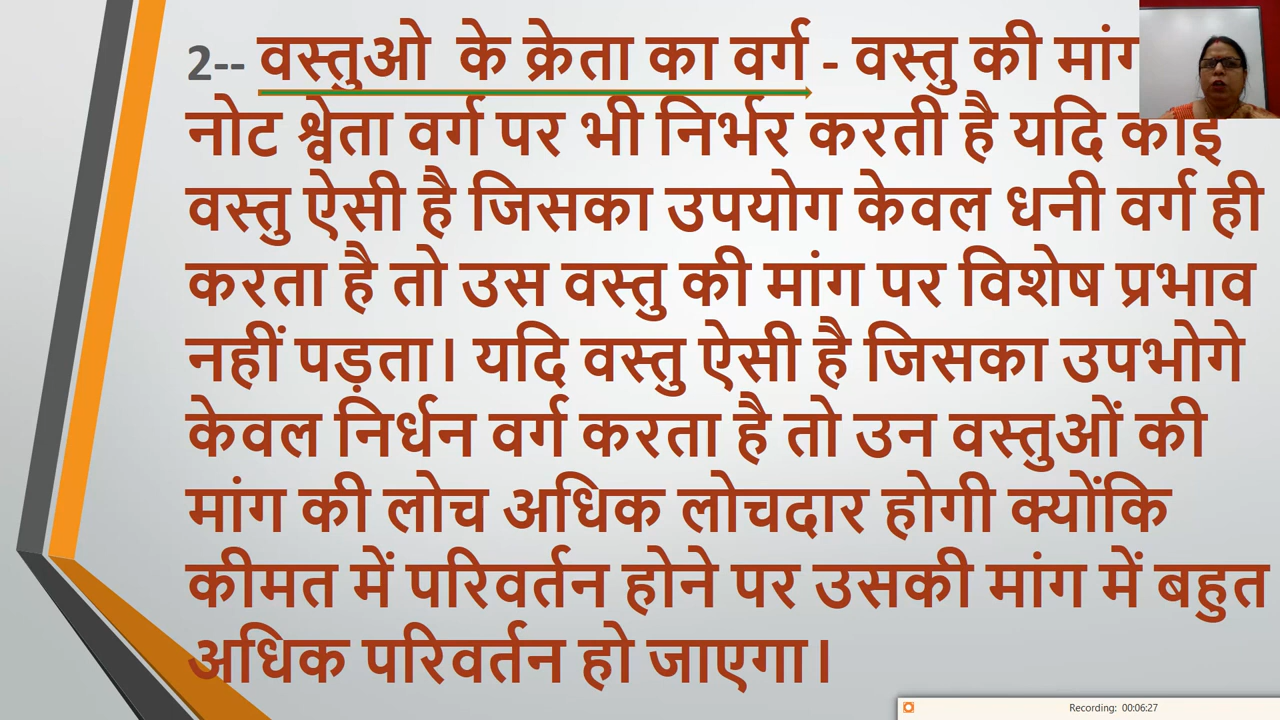 2-- वस्तुओ के क्रेता का वर्ग - वस्तु की मांग
नोट श्वेता वर्ग पर भी निर्भर करती है यदि कोई
वस्तु ऐसी है जिसका उपयोग केवल धनी वर्ग ही
करता है तो उस वस्तु की मांग पर विशेष प्रभाव
नहीं पड़ता। यदि वस्तु ऐसी है जिसका उपभोगे
केवल निर्धन वर्ग करता है तो उन वस्तुओं की
मांग की लोच अधिक लोचदार होगी क्योंकि
कीमत में परिवर्तन होने पर उसकी मांग में बहुत
अधिक परिवर्तन हो जाएगा।
Recording: 00:06:27